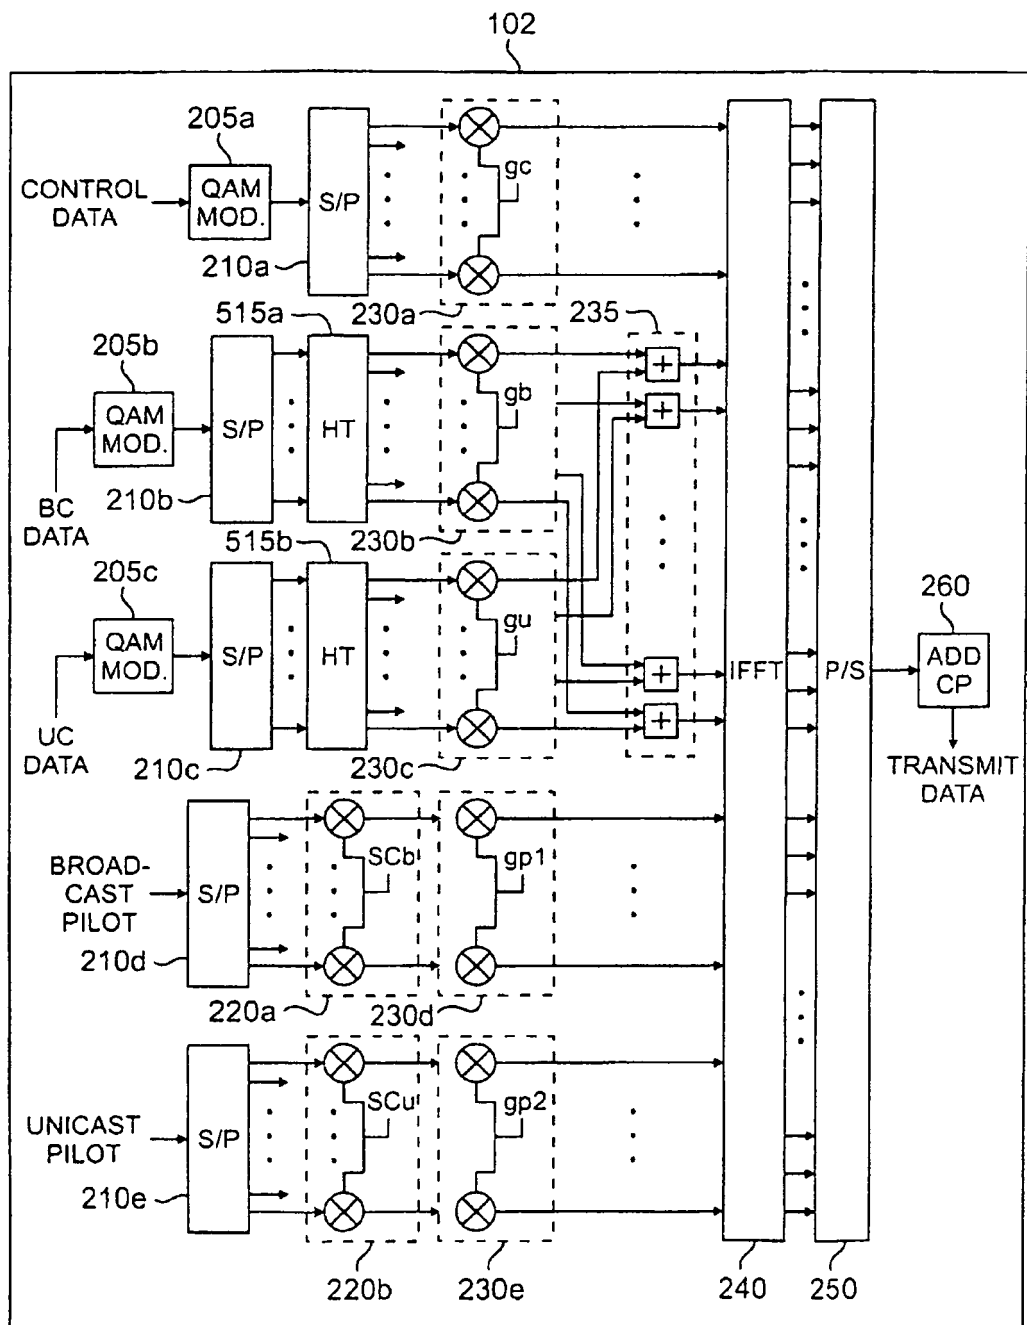 102
205a
CONTROL
DATA
QAM
MOD.
S/P
210a
gc
230a
515a
235
205b
QAM
MOD.
S/P
HT
gb
BC
DATA
210b
515b
230b
205c
QAM
MOD.
S/P
HT
gu
UC
DATA
210c
230c
IFFT
P/S
260
ADD
CP
TRANSMIT
DATA
BROAD-
CAST
PILOT
S/P
SCb
gp1
210d
220a
230d
UNICAST
PILOT
S/P
SCu
gp2
210e
220b
230e
240
250